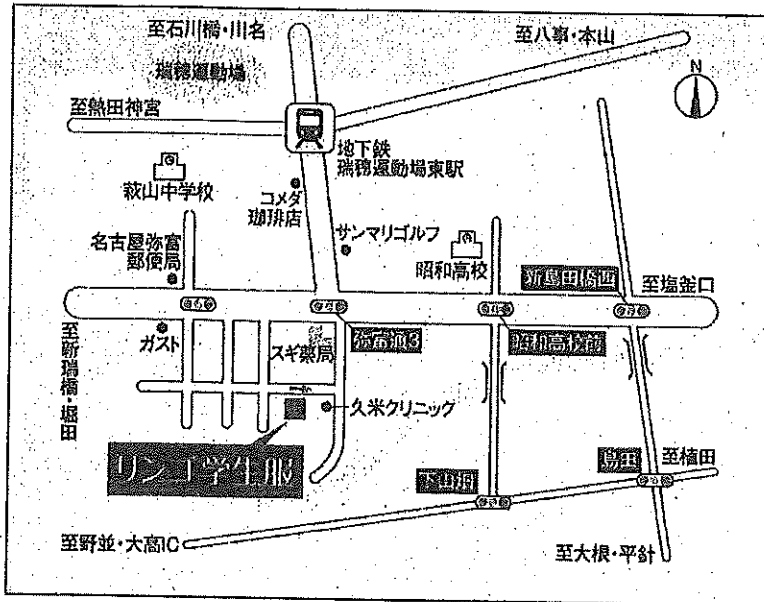 至石川橋・川名
至八事・本山
瑞穂運動場
N
至熱田神宮
地下鉄
瑞穂運動場東駅
萩山中学校
コメダ
珈琲店
名古屋弥富
郵便局
サンマリゴルフ
昭和高校
新島田橋西
至塩釜口
至新瑞橋・堀田
ガスト
スギ薬局
弥富通3
昭和高校前
久米クリニック
リンゴ学生服
下山畑
島田
至植田
至野並・大高IC
至大根・平針